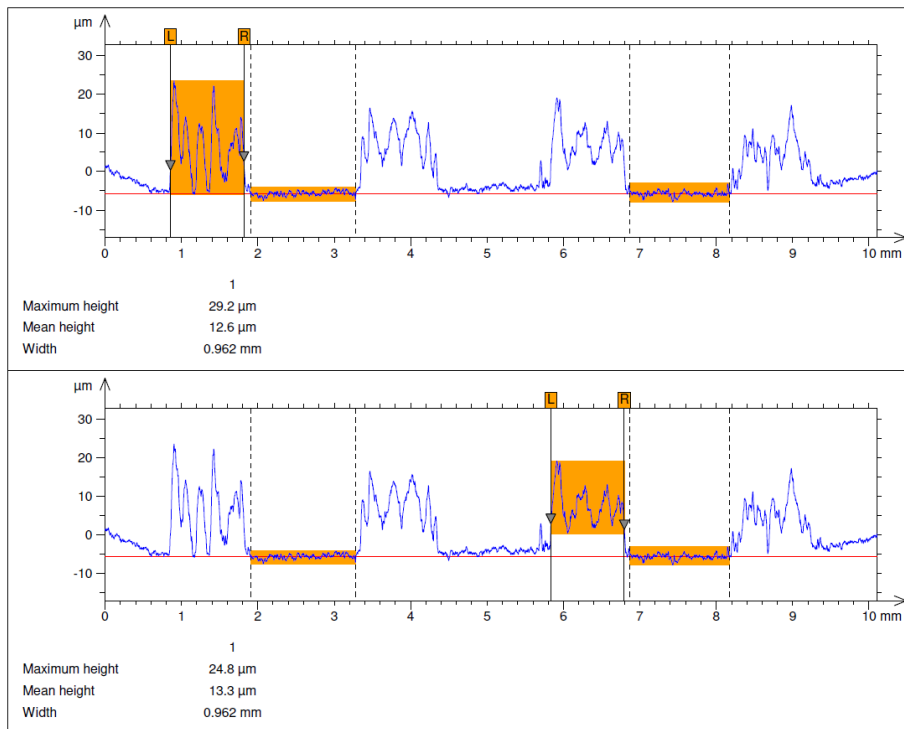 µm
L R
30
20
10
0
-10
0 1 2 3 4 5 6 7 8 9 10 mm
1
Maximum height 29.2 µm
Mean height 12.6 µm
Width 0.962 mm
µm
L R
30
20
10
0
-10
0 1 2 3 4 5 6 7 8 9 10 mm
1
Maximum height 24.8 µm
Mean height 13.3 µm
Width 0.962 mm